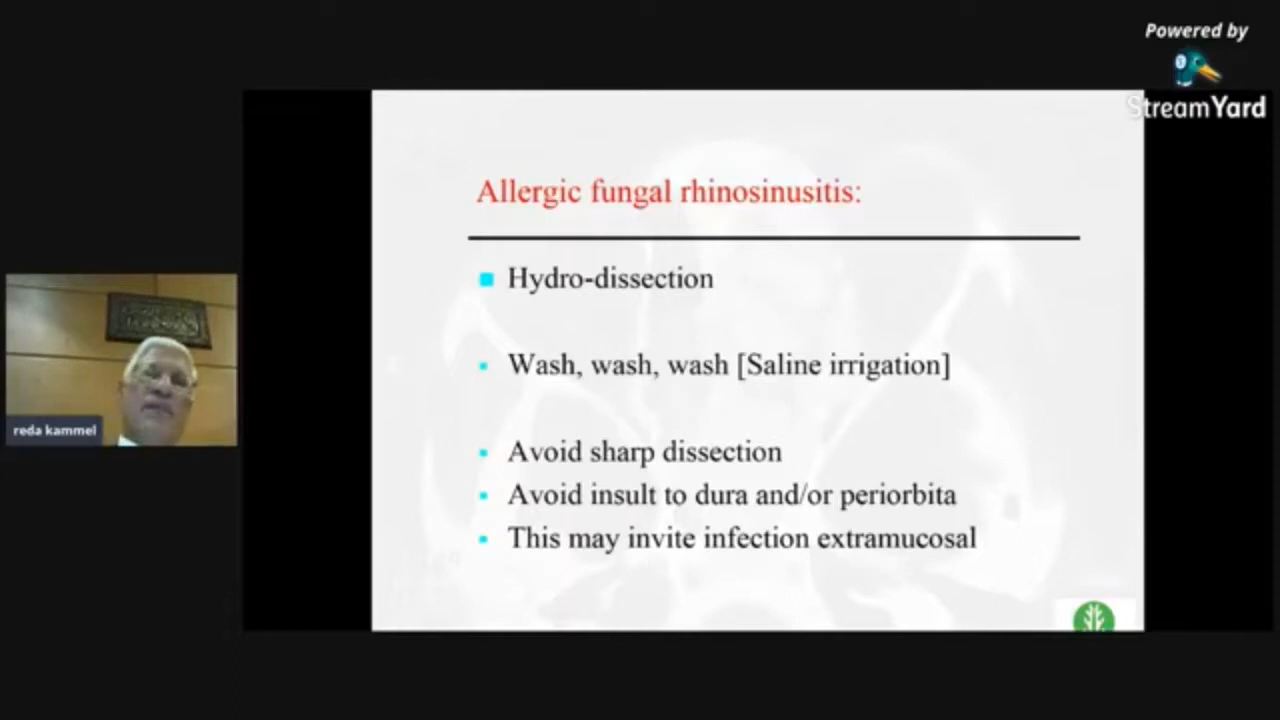 Powered by
StreamYard
Allergic fungal rhinosinusitis:
Hydro-dissection
Wash, wash, wash [Saline irrigation]
Avoid sharp dissection
Avoid insult to dura and/or periorbita
This may invite infection extramucosal
reda kammel